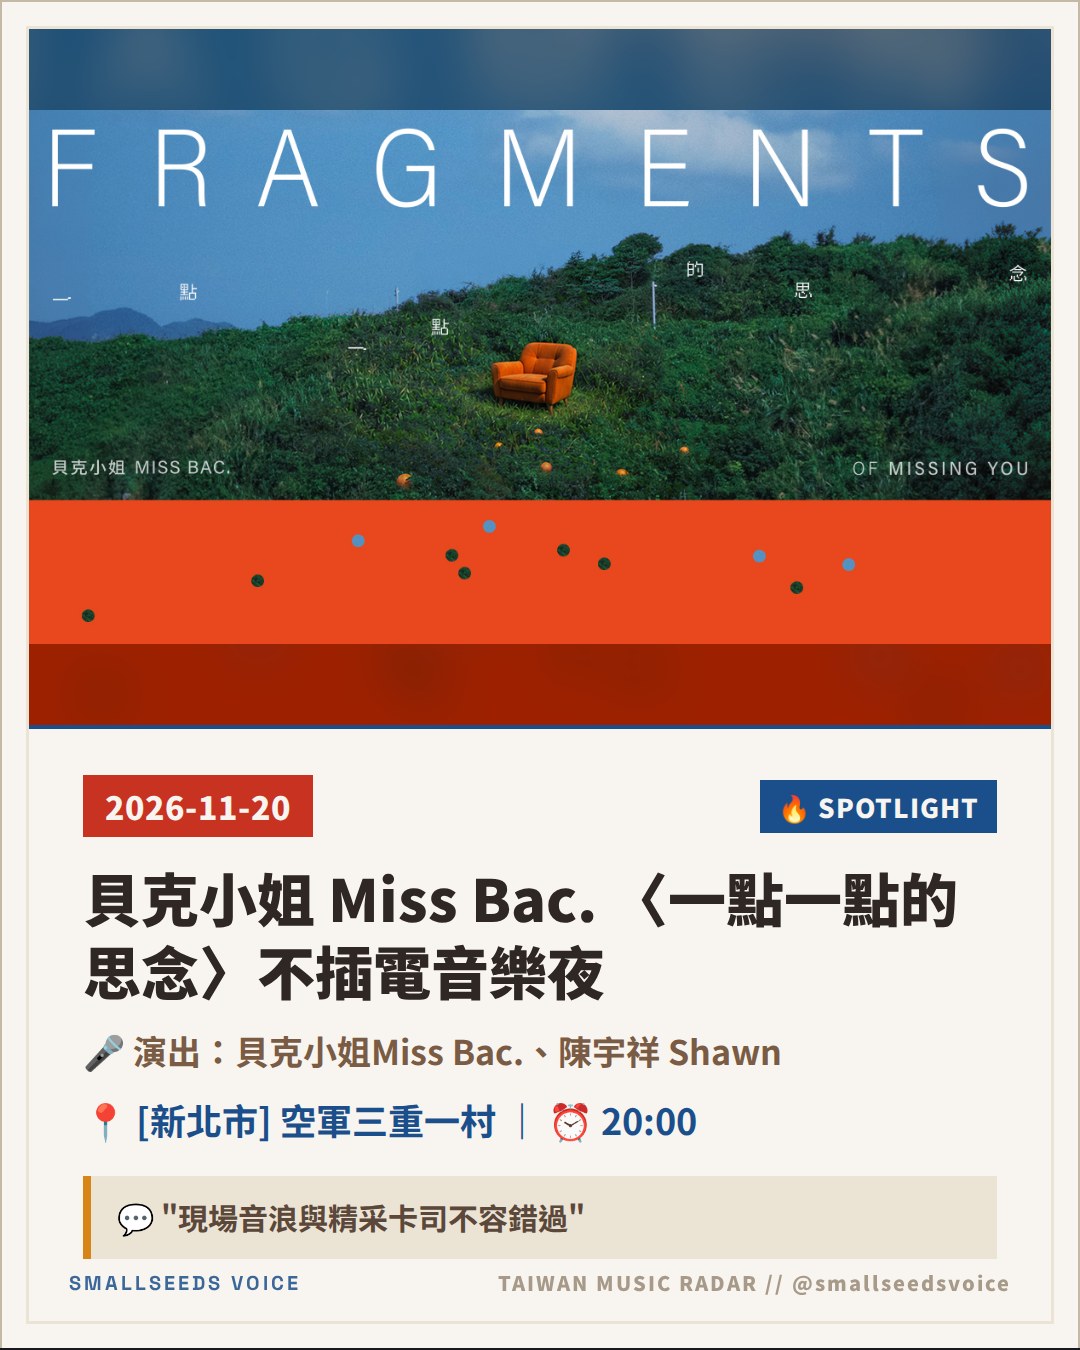 FRAGMENTS
一點一點的思念
貝克小姐 MISS BAC.
OF MISSING YOU
2026-11-20
🔥 SPOTLIGHT
貝克小姐 Miss Bac. 〈一點一點的
思念〉不插電音樂夜
🎤 演出：貝克小姐Miss Bac.、陳宇祥 Shawn
📍 [新北市] 空軍三重一村 ｜ ⏰ 20:00
💬 "現場音浪與精采卡司不容錯過"
SMALLSEEDS VOICE
TAIWAN MUSIC RADAR // @smallseedsvoice